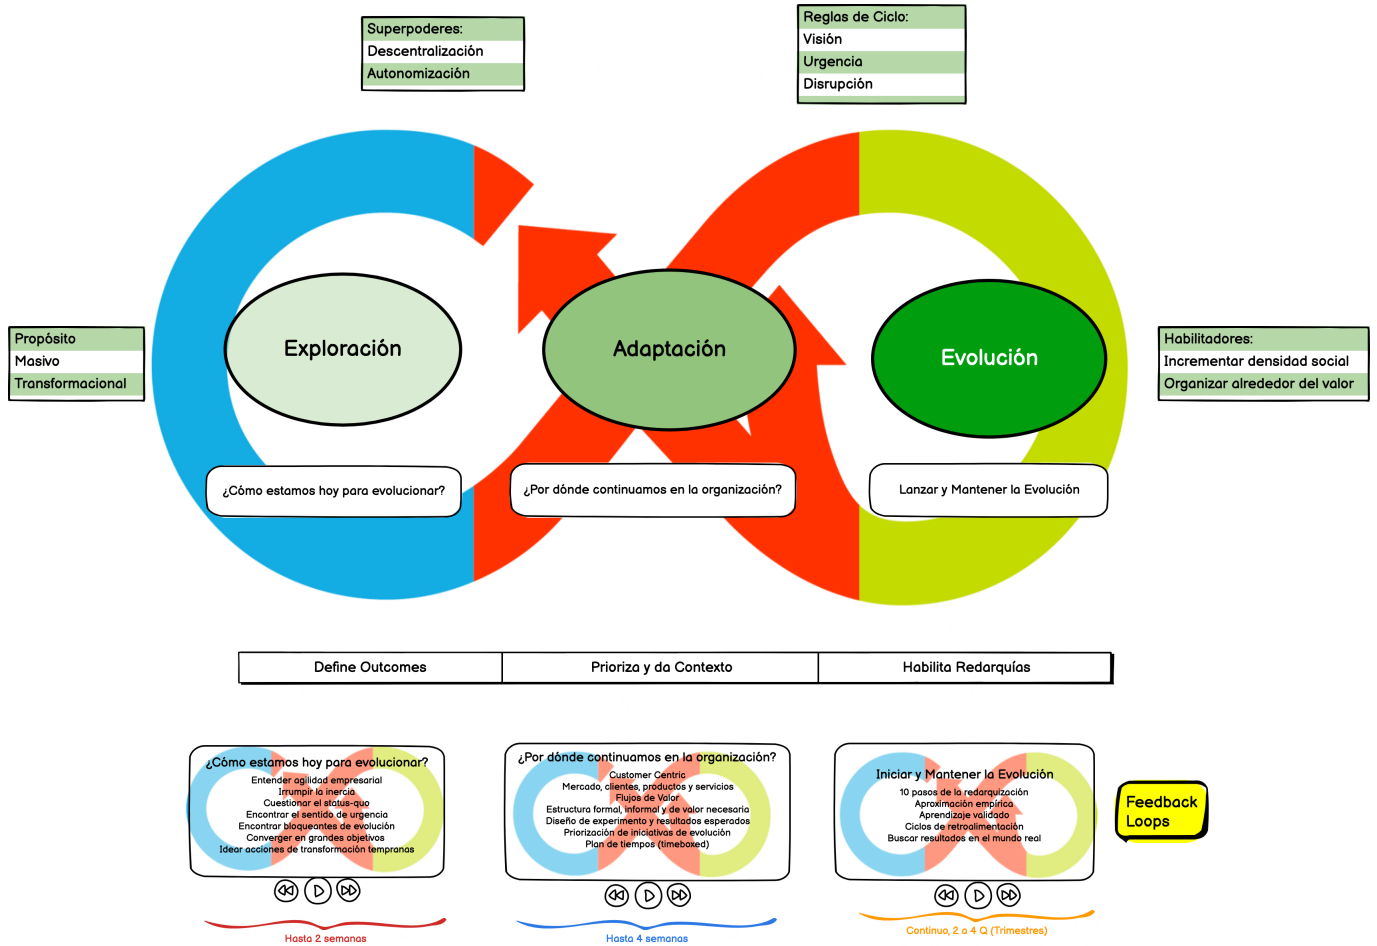 Superpoderes:
Descentralización
Autonomización
Reglas de Ciclo:
Visión
Urgencia
Disrupción
Propósito
Masivo
Transformacional
Exploración
Adaptación
Evolución
Habilitadores:
Incrementar densidad social
Organizar alrededor del valor
¿Cómo estamos hoy para evolucionar?
¿Por dónde continuamos en la organización?
Lanzar y Mantener la Evolución
Define Outcomes
Prioriza y da Contexto
Habilita Redarquías
¿Cómo estamos hoy para evolucionar?
Entender agilidad empresarial
Irrumpir la inercia
Cuestionar el status-quo
Encontrar el sentido de urgencia
Encontrar bloqueantes de evolución
Converger en grandes objetivos
Idear acciones de transformación tempranas
Hasta 2 semanas
¿Por dónde continuamos en la organización?
Customer Centric
Mercado, clientes, productos y servicios
Flujos de Valor
Estructura formal, informal y de valor necesaria
Diseño de experimento y resultados esperados
Priorización de iniciativas de evolución
Plan de tiempos (timeboxed)
Hasta 4 semanas
Iniciar y Mantener la Evolución
10 pasos de la redarquización
Aproximación empírica
Aprendizaje validado
Ciclos de retroalimentación
Buscar resultados en el mundo real
Continuo, 2 a 4 Q (Trimestres)
Feedback
Loops